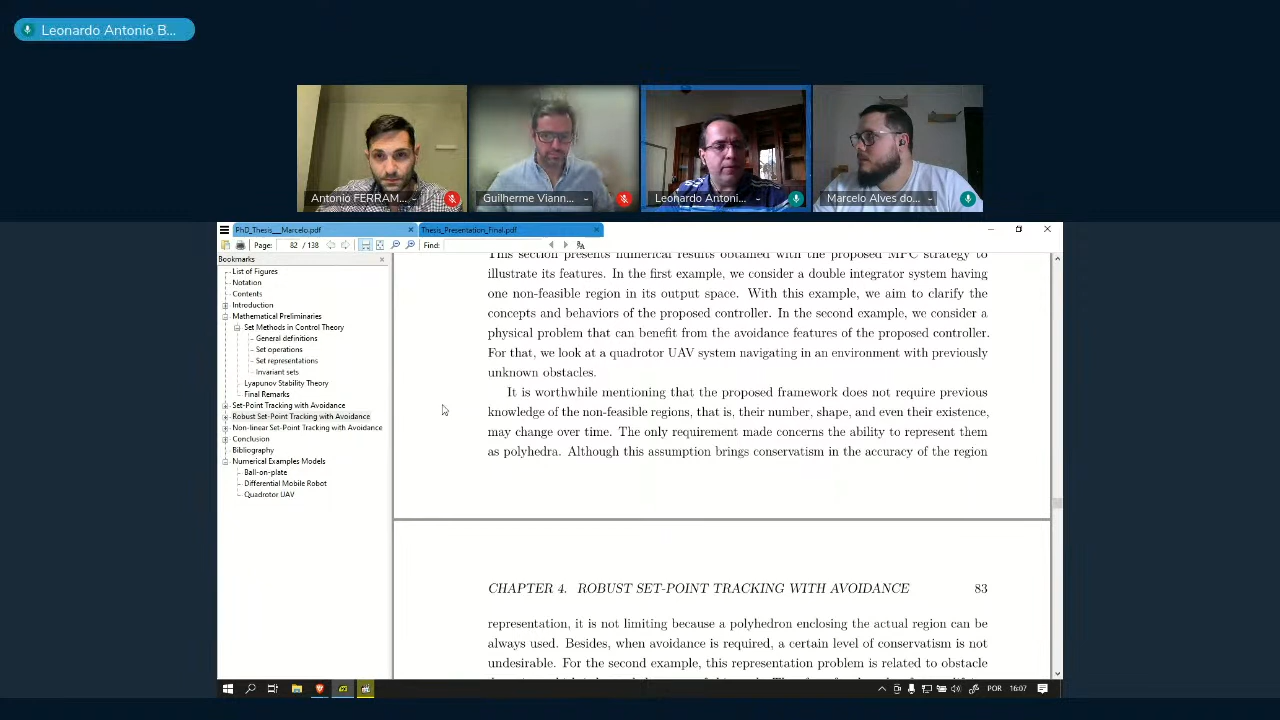 Leonardo Antonio B...
Antonio FERRAM...
Guilherme Viann...
Leonardo Antoni...
Marcelo Alves do...
PhD_Thesis__Marcelo.pdf
Thesis_Presentation_Final.pdf
Page: 82 / 138
Find:
Bookmarks
List of Figures
Notation
Contents
Introduction
Mathematical Preliminaries
Set Methods in Control Theory
General definitions
Set operations
Set representations
Invariant sets
Lyapunov Stability Theory
Final Remarks
Set-Point Tracking with Avoidance
Robust Set-Point Tracking with Avoidance
Non-linear Set-Point Tracking with Avoidance
Conclusion
Bibliography
Numerical Examples Models
Ball-on-plate
Differential Mobile Robot
Quadrotor UAV
This section presents numerical results obtained with the proposed MPC strategy to
illustrate its features. In the first example, we consider a double integrator system having
one non-feasible region in its output space. With this example, we aim to clarify the
concepts and behaviors of the proposed controller. In the second example, we consider a
physical problem that can benefit from the avoidance features of the proposed controller.
For that, we look at a quadrotor UAV system navigating in an environment with previously
unknown obstacles.
It is worthwhile mentioning that the proposed framework does not require previous
knowledge of the non-feasible regions, that is, their number, shape, and even their existence,
may change over time. The only requirement made concerns the ability to represent them
as polyhedra. Although this assumption brings conservatism in the accuracy of the region
CHAPTER 4. ROBUST SET-POINT TRACKING WITH AVOIDANCE 83
representation, it is not limiting because a polyhedron enclosing the actual region can be
always used. Besides, when avoidance is required, a certain level of conservatism is not
undesirable. For the second example, this representation problem is related to obstacle
POR 16:07